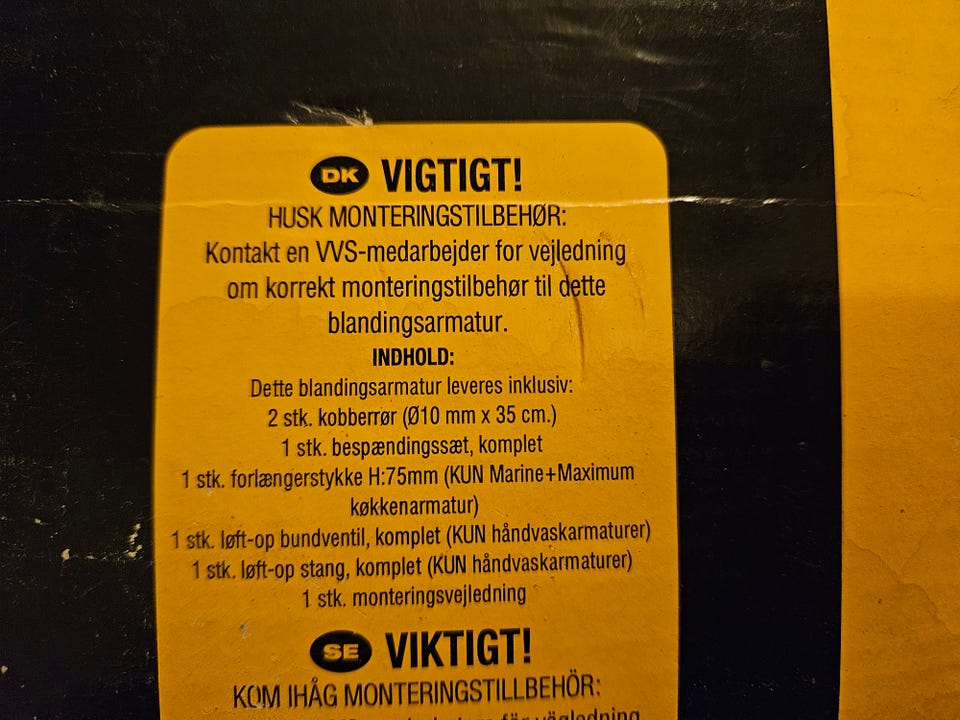 DK VIGTIGT!
HUSK MONTERINGSTILBEHØR:
Kontakt en VVS-medarbejder for vejledning
om korrekt monteringstilbehør til dette
blandingsarmatur.
INDHOLD:
Dette blandingsarmatur leveres inklusiv:
2 stk. kobberrør (Ø10 mm x 35 cm.)
1 stk. bespændingssæt, komplet
1 stk. forlængerstykke H:75mm (KUN Marine+Maximum
køkkenarmatur)
1 stk. løft-op bundventil, komplet (KUN håndvaskarmaturer)
1 stk. løft-op stang, komplet (KUN håndvaskarmaturer)
1 stk. monteringsvejledning
SE VIKTIGT!
KOM IHÅG MONTERINGSTILLBEHÖR:
för vägledning